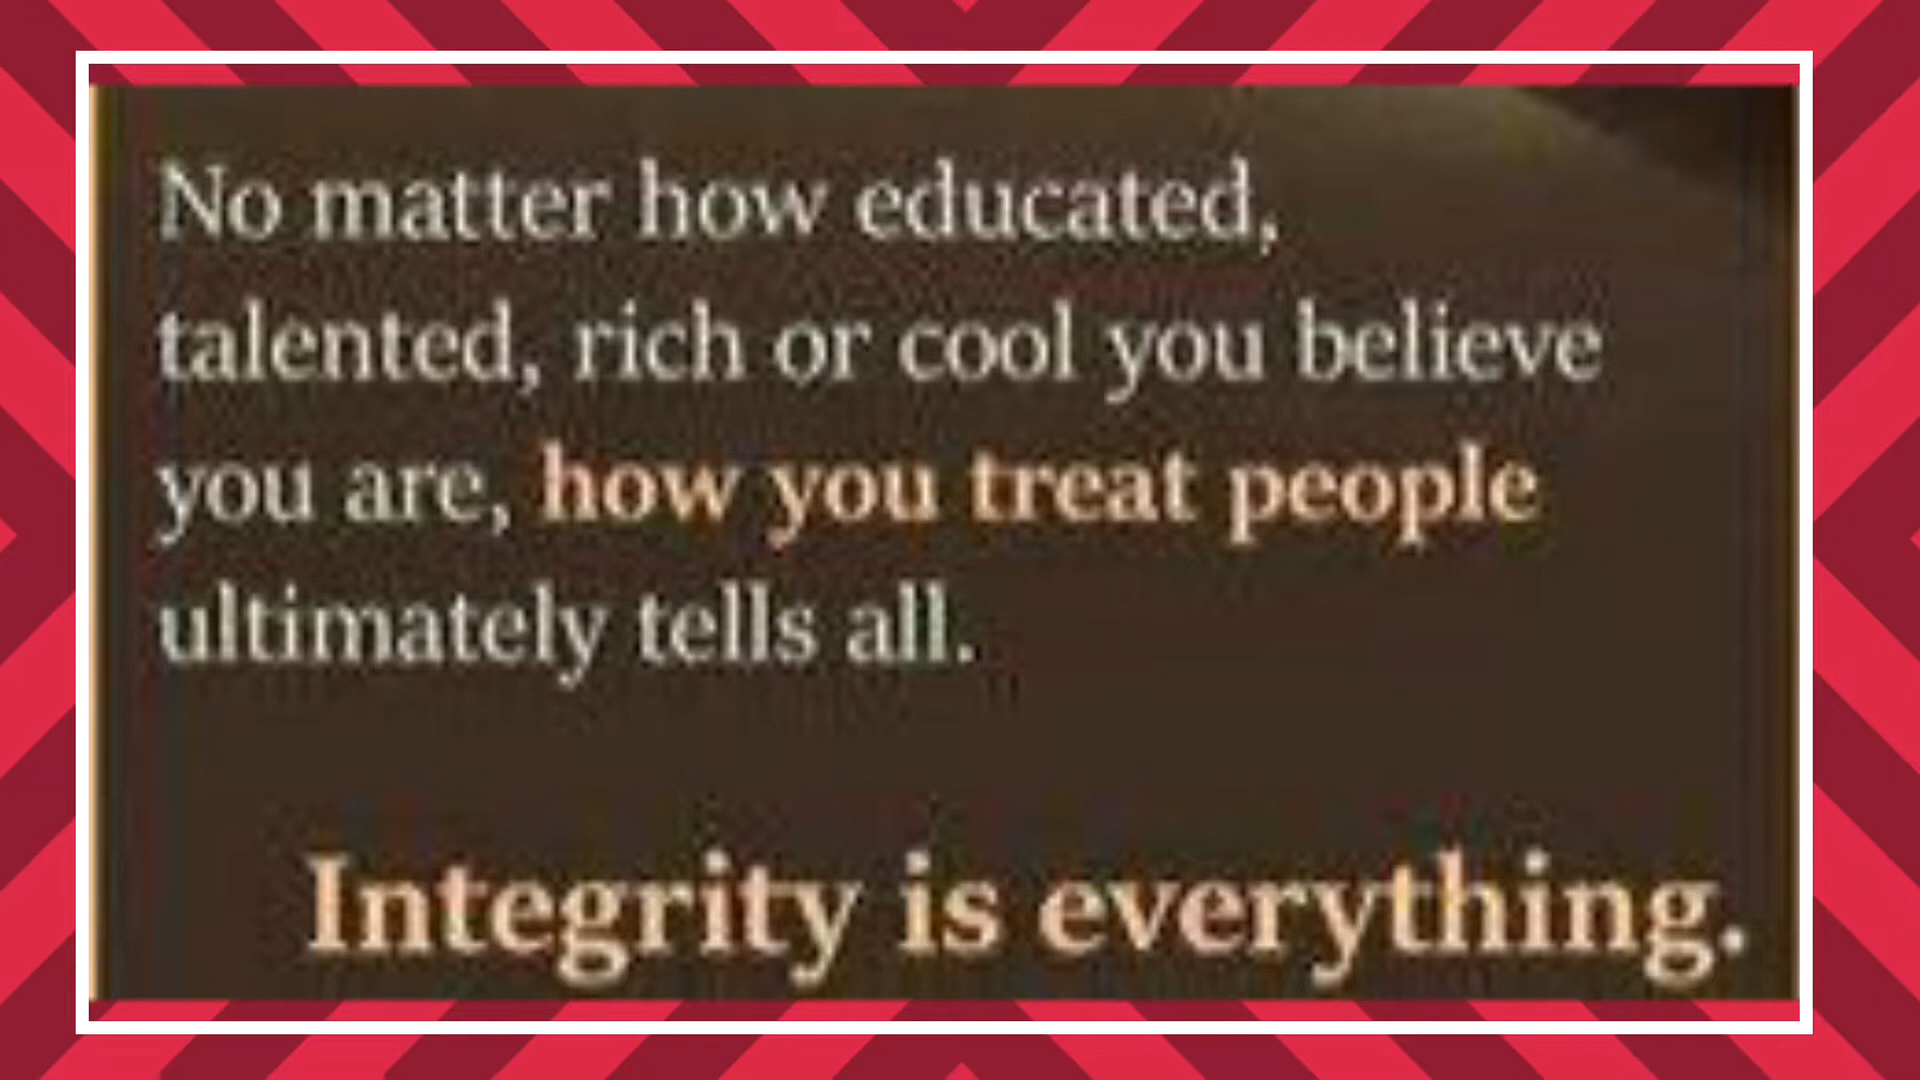 No matter how educated,
talented, rich or cool you believe
you are, how you treat people
ultimately tells all.
Integrity is everything.